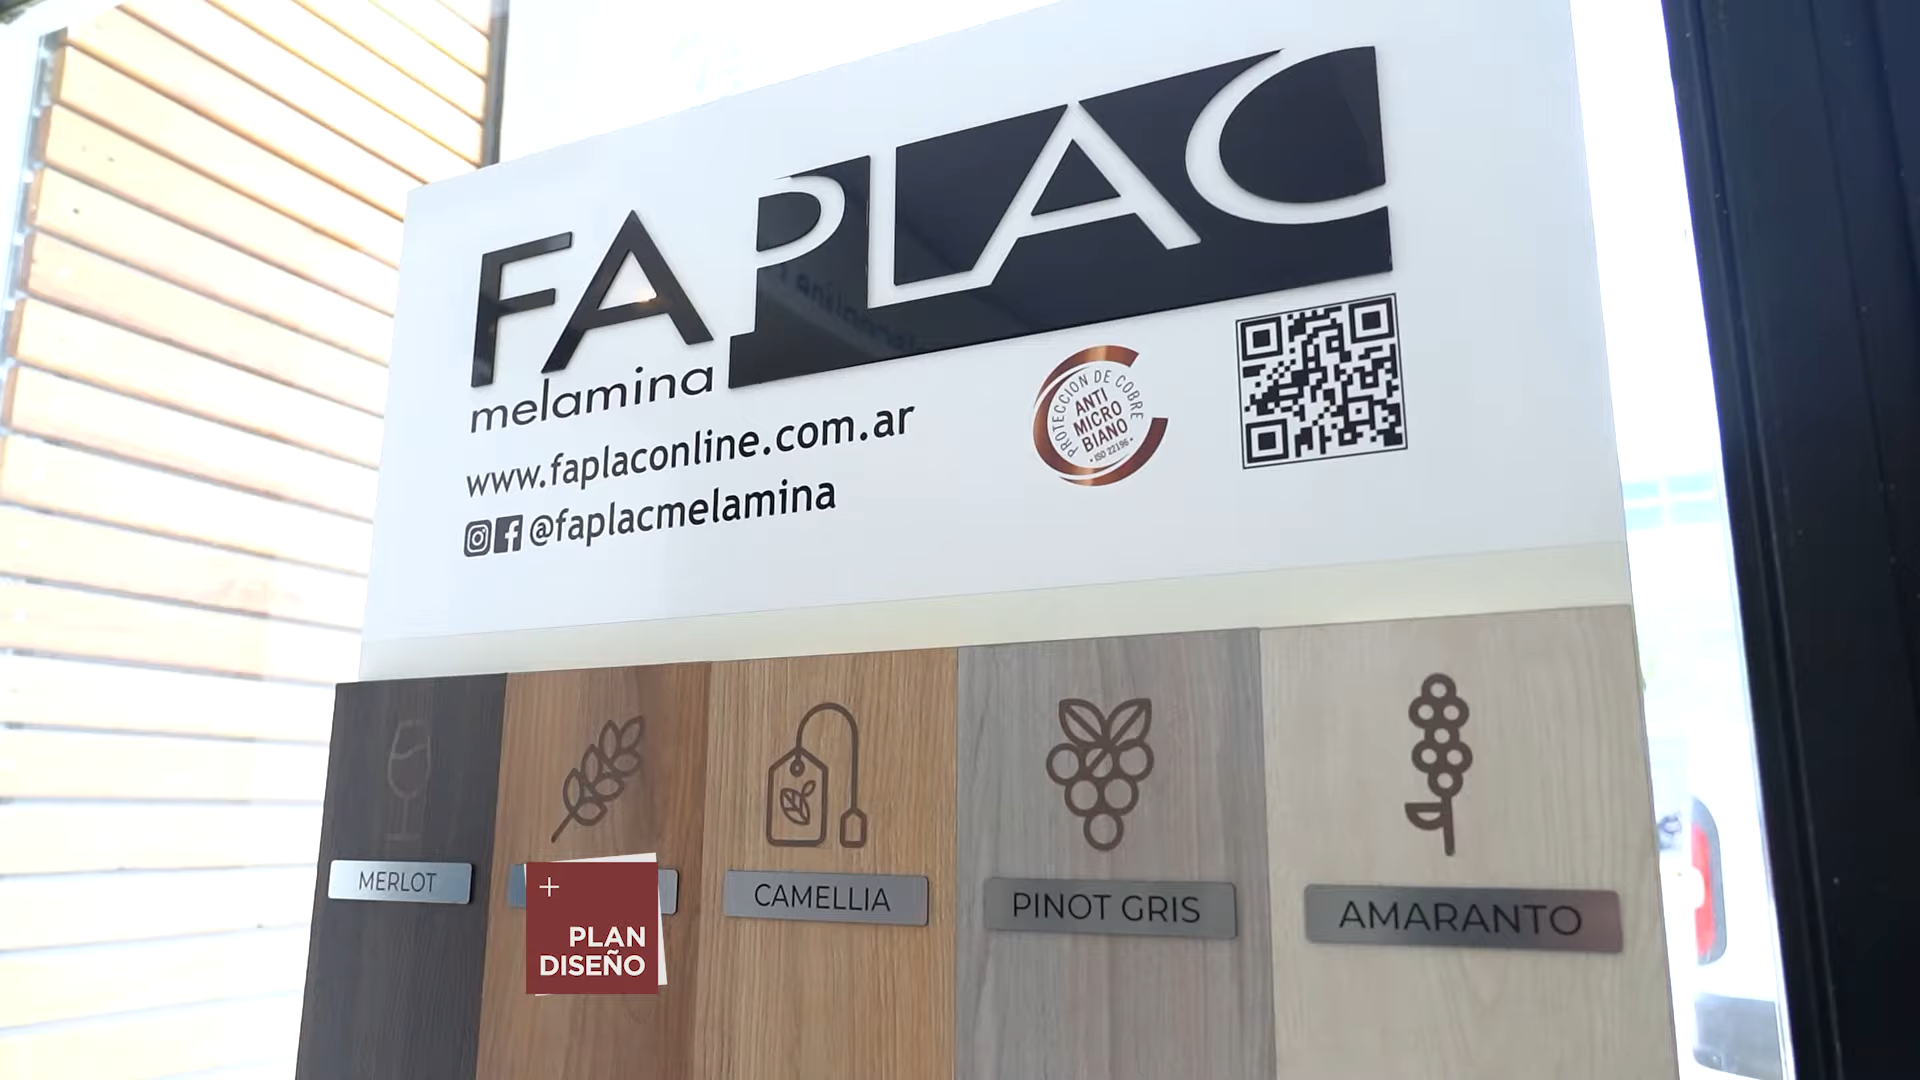 FAPLAC
melamina
www.faplaconline.com.ar
@faplacmelamina
PROTECCIÓN DE COBRE
ANTI
MICRO
BIANO
• ISO 22196 •
MERLOT
CAMELLIA
PINOT GRIS
AMARANTO
+
PLAN
DISEÑO